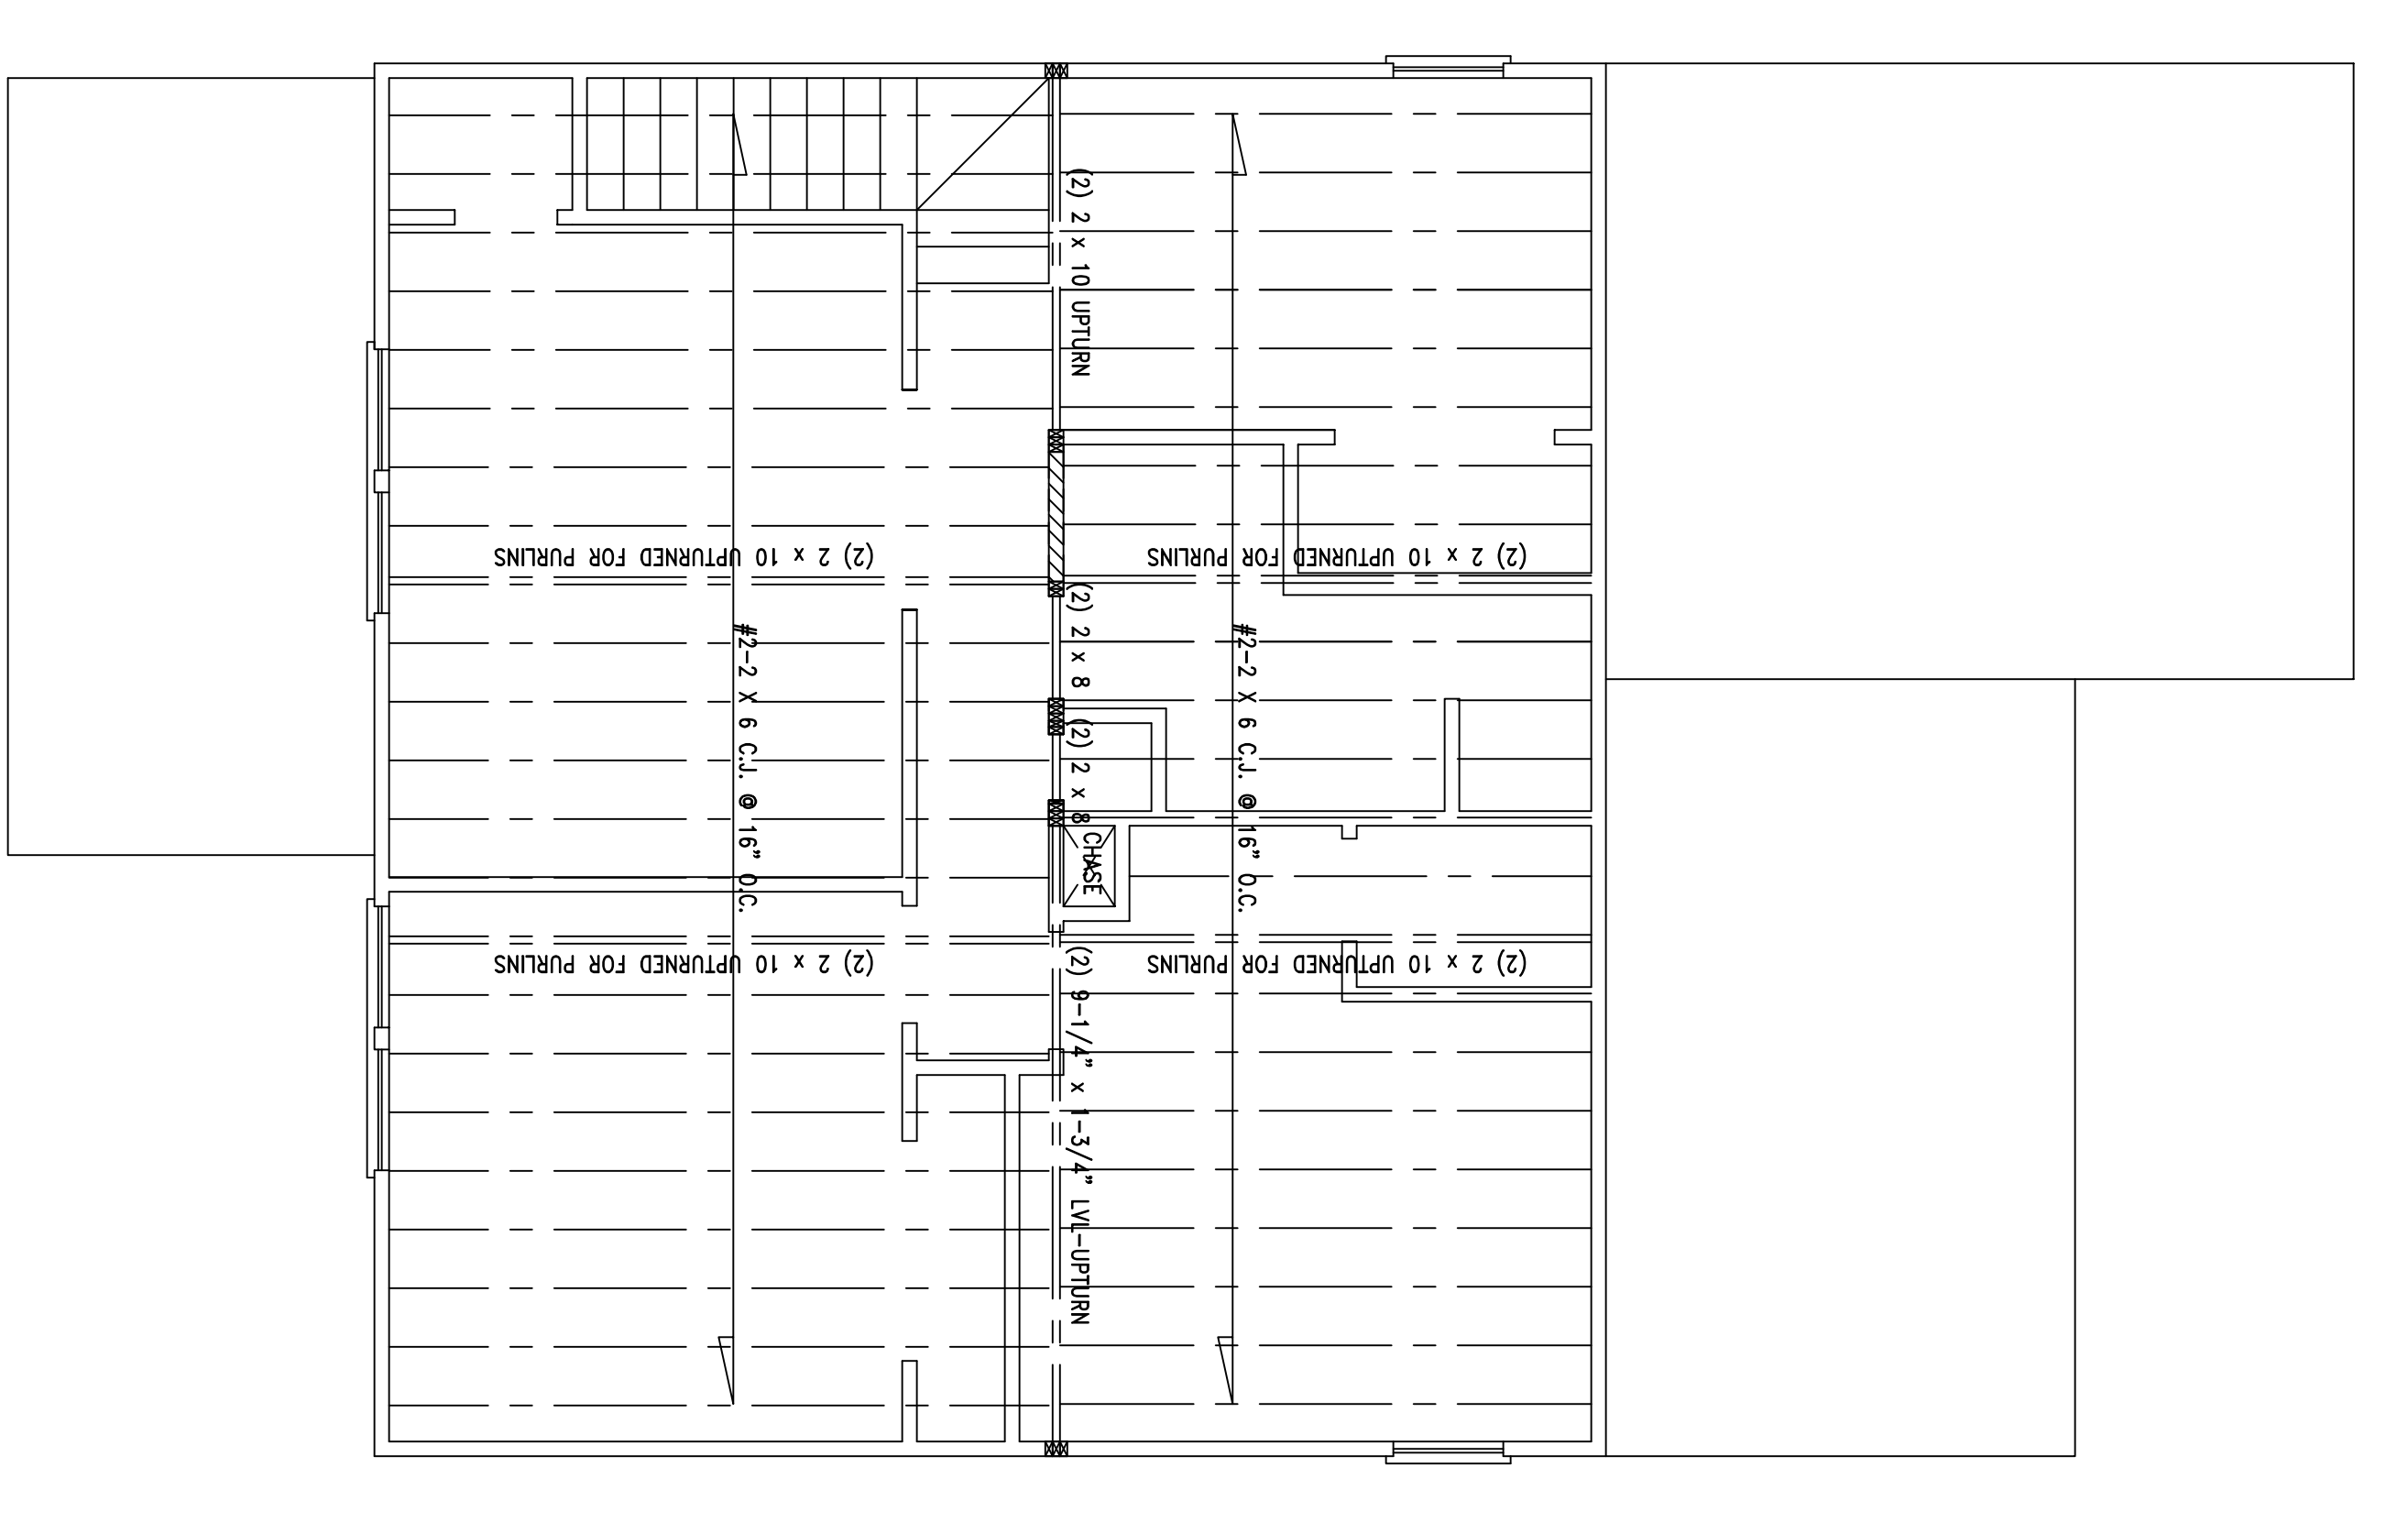 (2) 2 x 10 UPTURN
(2) 2 x 10 UPTURNED FOR PURLINS
(2) 2 x 10 UPTURNED FOR PURLINS
(2) 2 x 8
#2-2 X 6 C.J. @ 16" O.C.
#2-2 X 6 C.J. @ 16" O.C.
(2) 2 x 8
CHASE
(2) 2 x 10 UPTURNED FOR PURLINS
(2) 2 x 10 UPTURNED FOR PURLINS
(2) 9-1/4" x 1-3/4" LVL-UPTURN